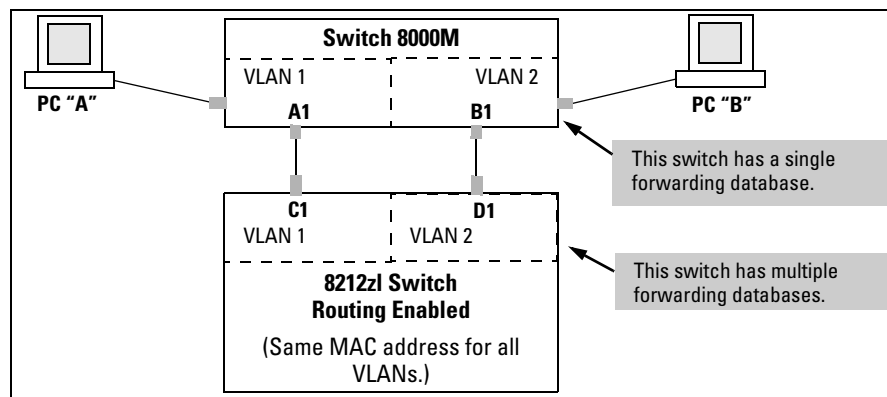 Switch 8000M
PC “A”
VLAN 1
VLAN 2
PC “B”
A1
B1
This switch has a single
forwarding database.
C1
D1
VLAN 1
VLAN 2
8212zl Switch
Routing Enabled
(Same MAC address for all
VLANs.)
This switch has multiple
forwarding databases.